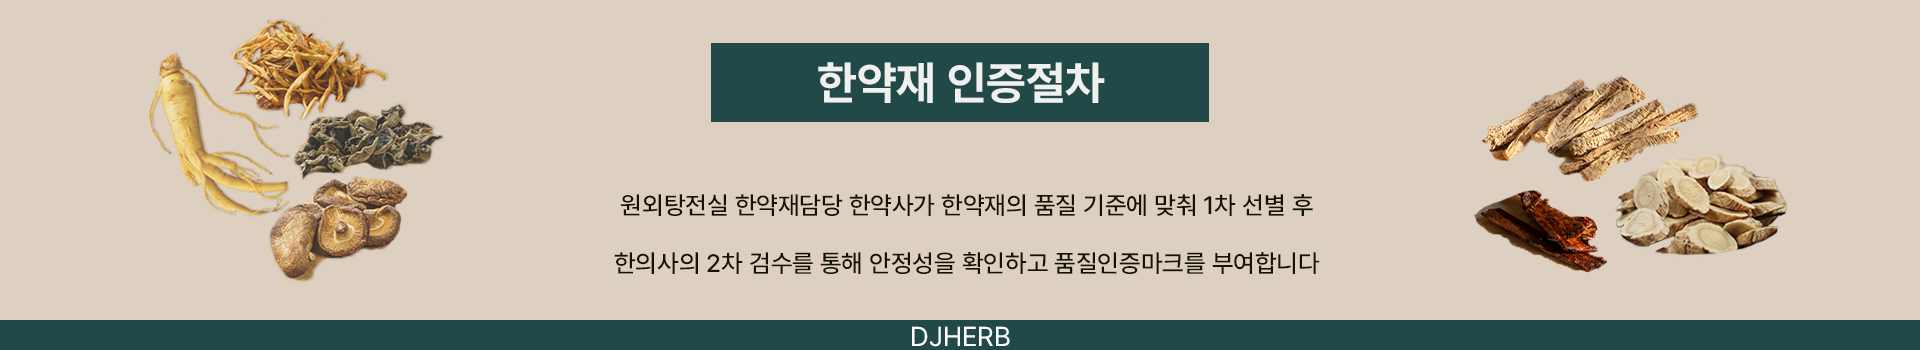 한약재 인증절차
원외탕전실 한약재담당 한약사가 한약재의 품질 기준에 맞춰 1차 선별 후
한의사의 2차 검수를 통해 안정성을 확인하고 품질인증마크를 부여합니다
DJHERB